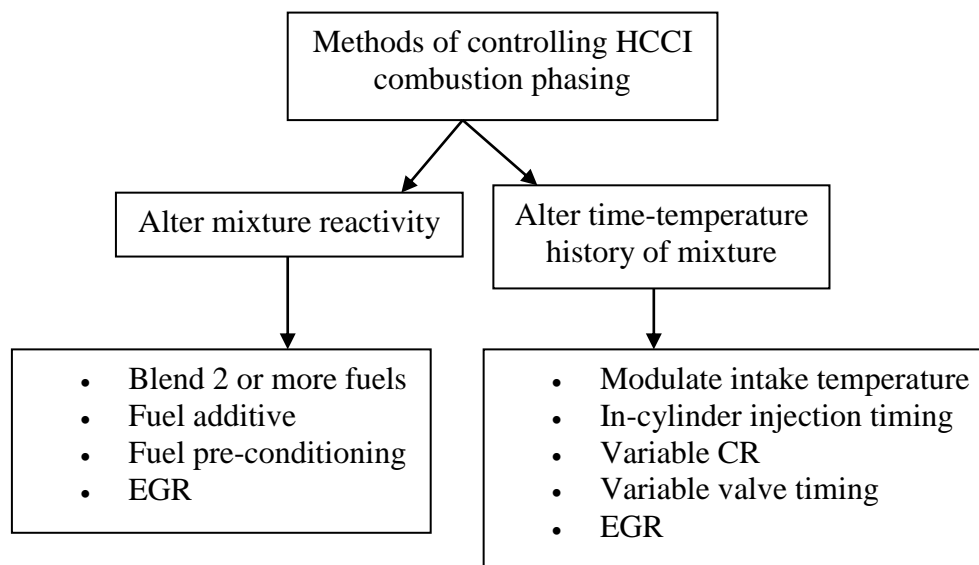 Methods of controlling HCCI
combustion phasing
Alter mixture reactivity
Alter time-temperature
history of mixture
• Blend 2 or more fuels
• Fuel additive
• Fuel pre-conditioning
• EGR
• Modulate intake temperature
• In-cylinder injection timing
• Variable CR
• Variable valve timing
• EGR